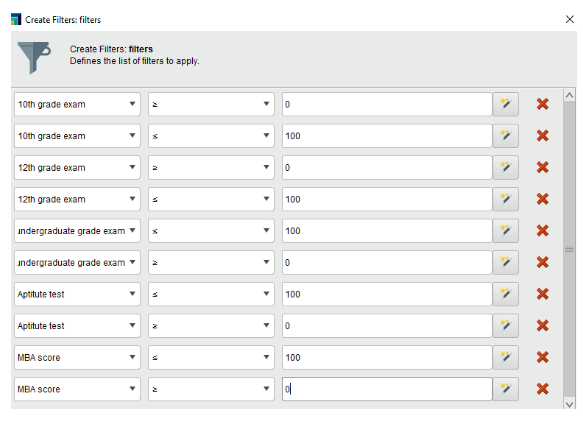 Create Filters: filters
Create Filters: filters
Defines the list of filters to apply.
10th grade exam ≥ 0
10th grade exam ≤ 100
12th grade exam ≥ 0
12th grade exam ≤ 100
undergraduate grade exam ≤ 100
undergraduate grade exam ≥ 0
Aptitute test ≤ 100
Aptitute test ≥ 0
MBA score ≤ 100
MBA score ≥ 0